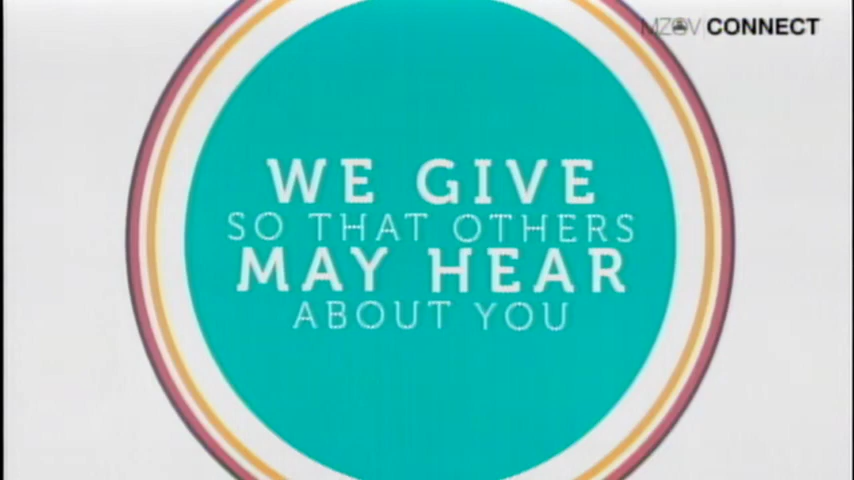 MZOV|CONNECT
WE GIVE
SO THAT OTHERS
MAY HEAR
ABOUT YOU